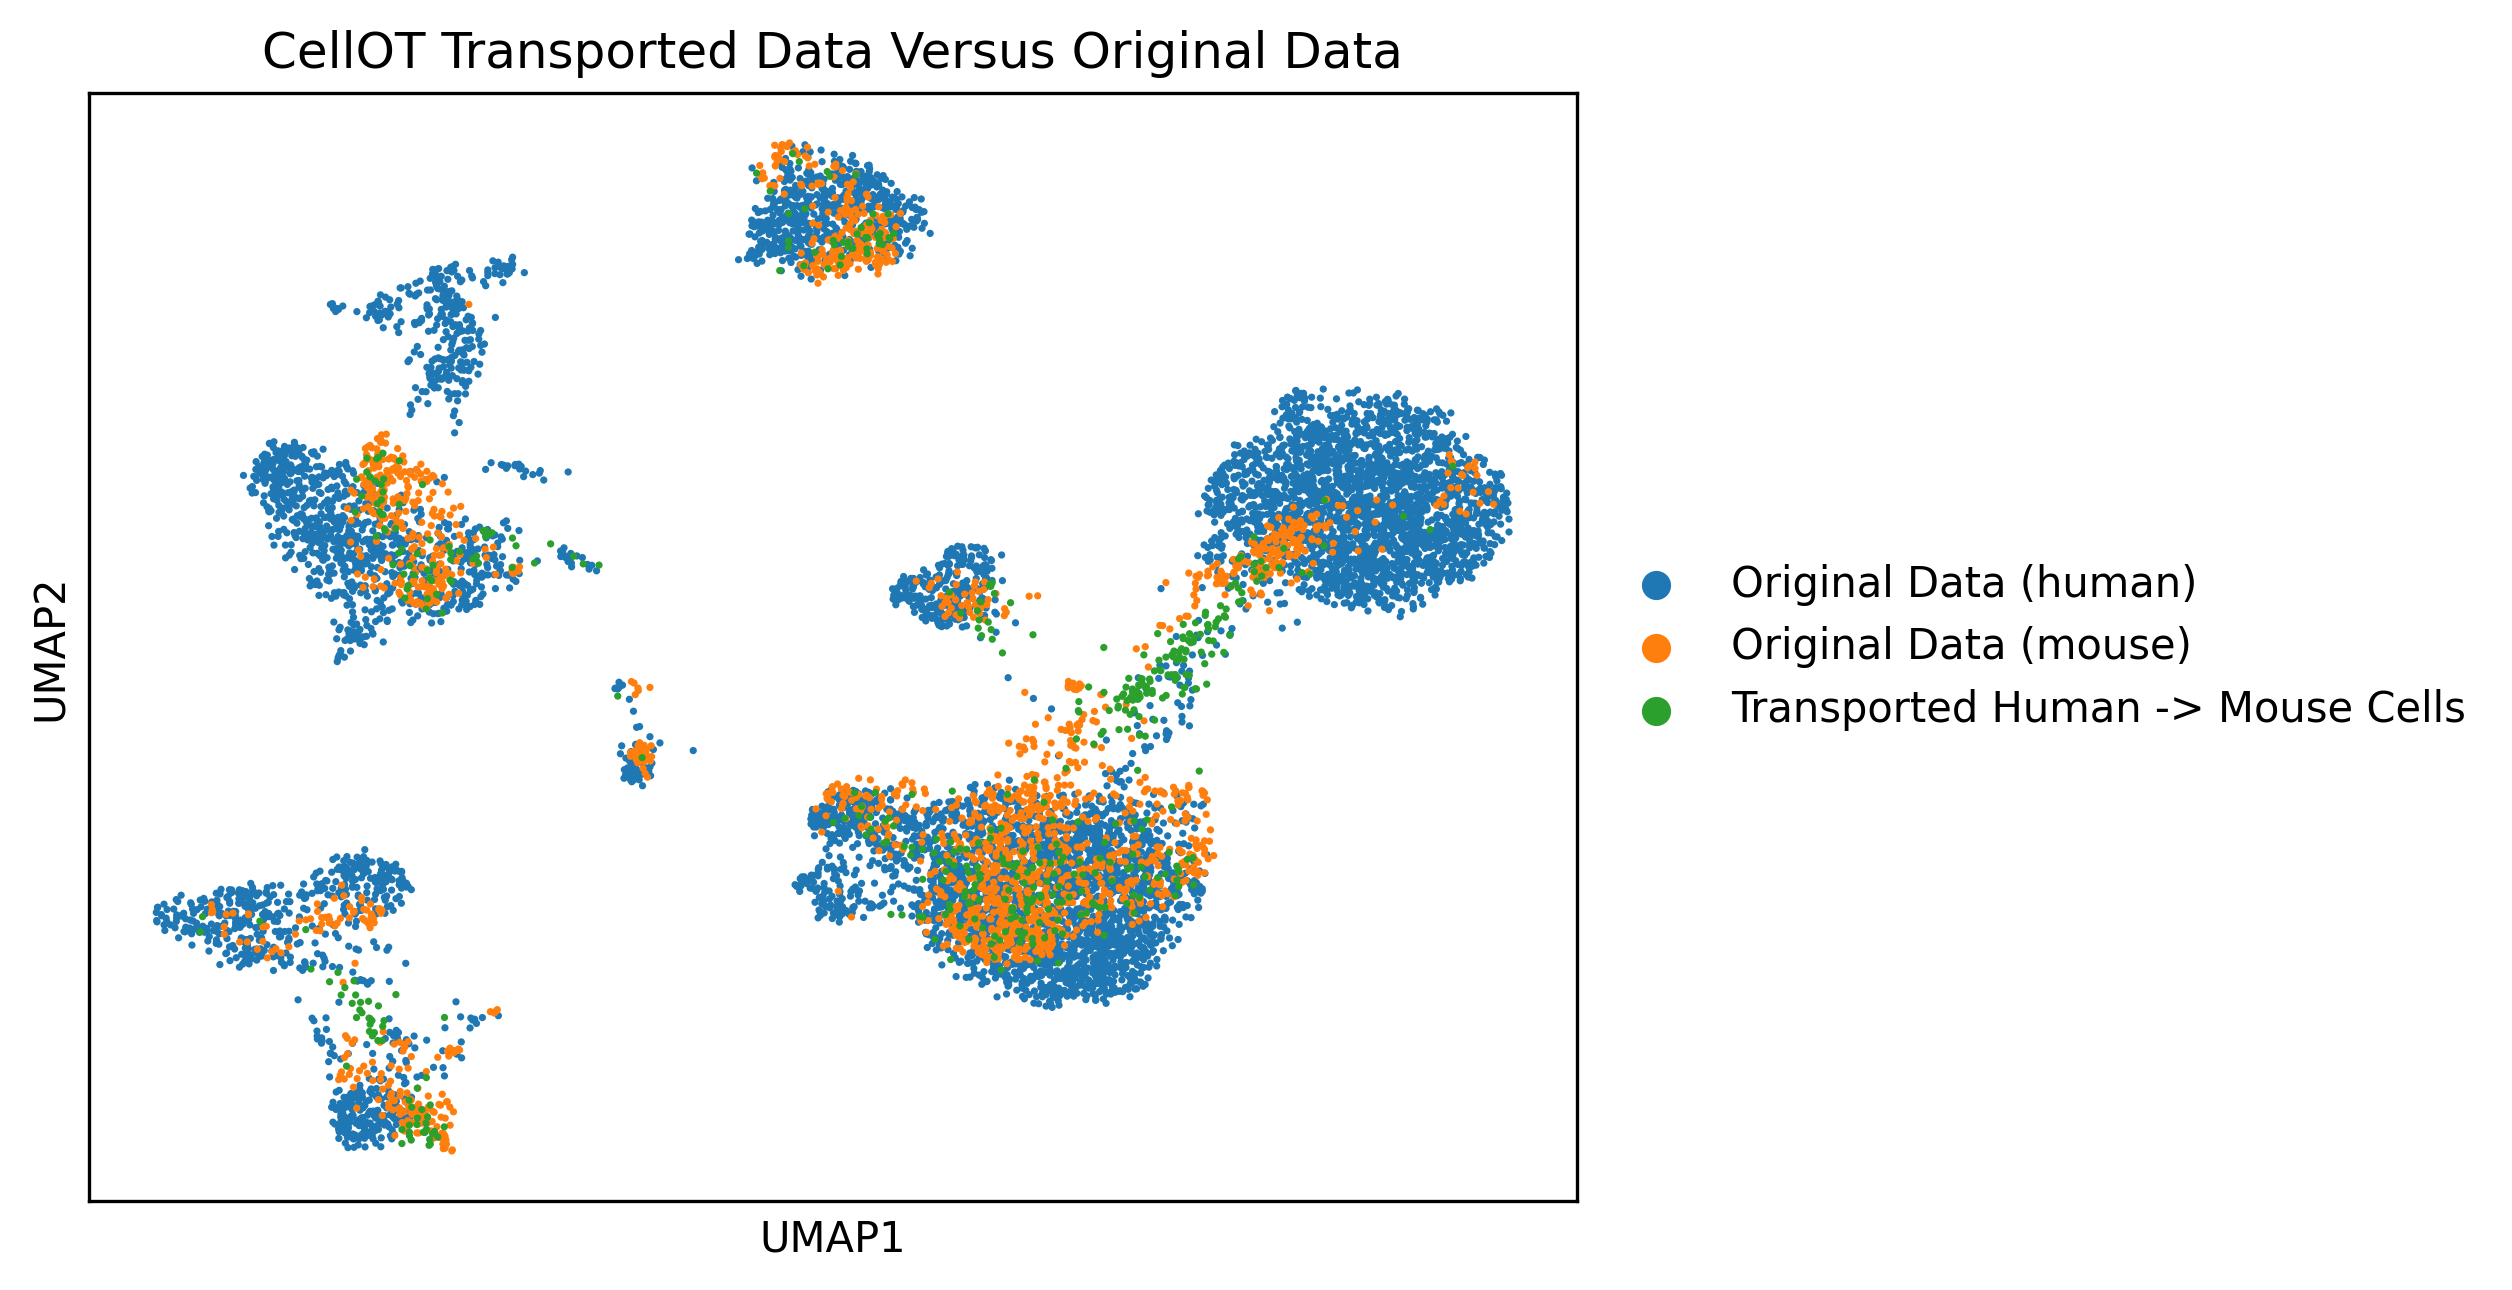 CellOT Transported Data Versus Original Data
UMAP2
Original Data (human)
Original Data (mouse)
Transported Human -> Mouse Cells
UMAP1